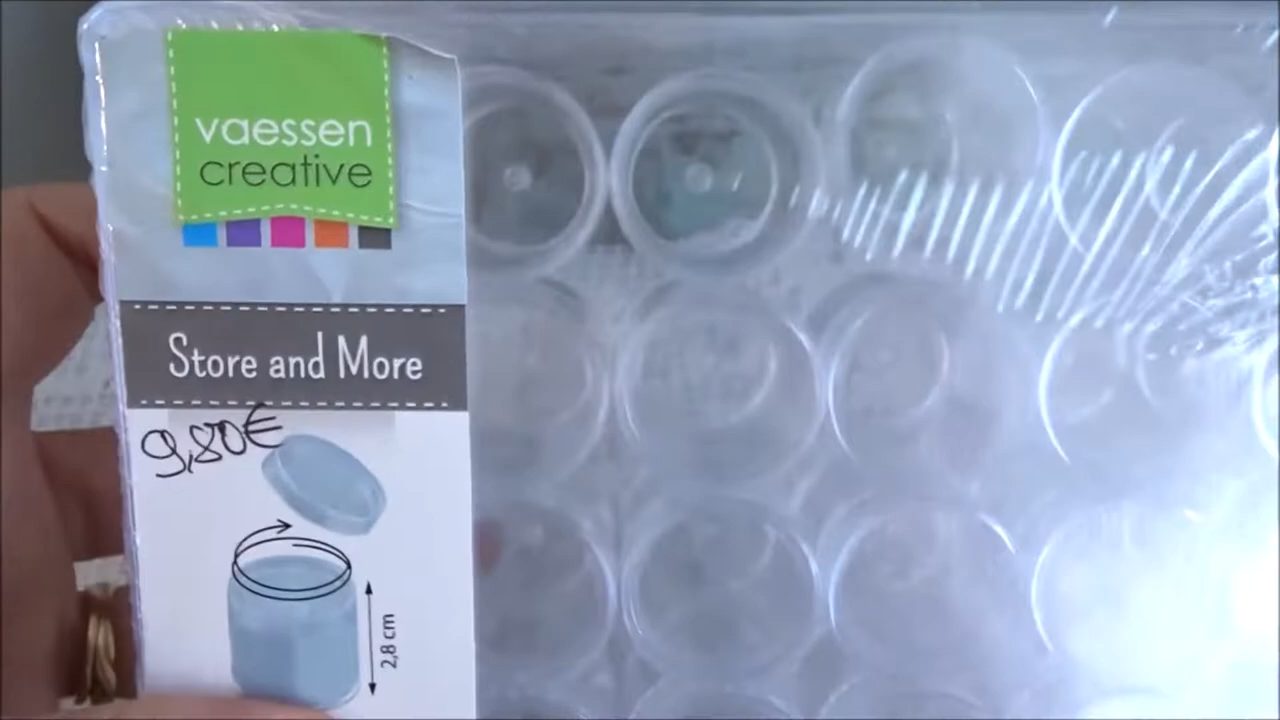 vaessen
creative
Store and More
9,80€
2,8 cm